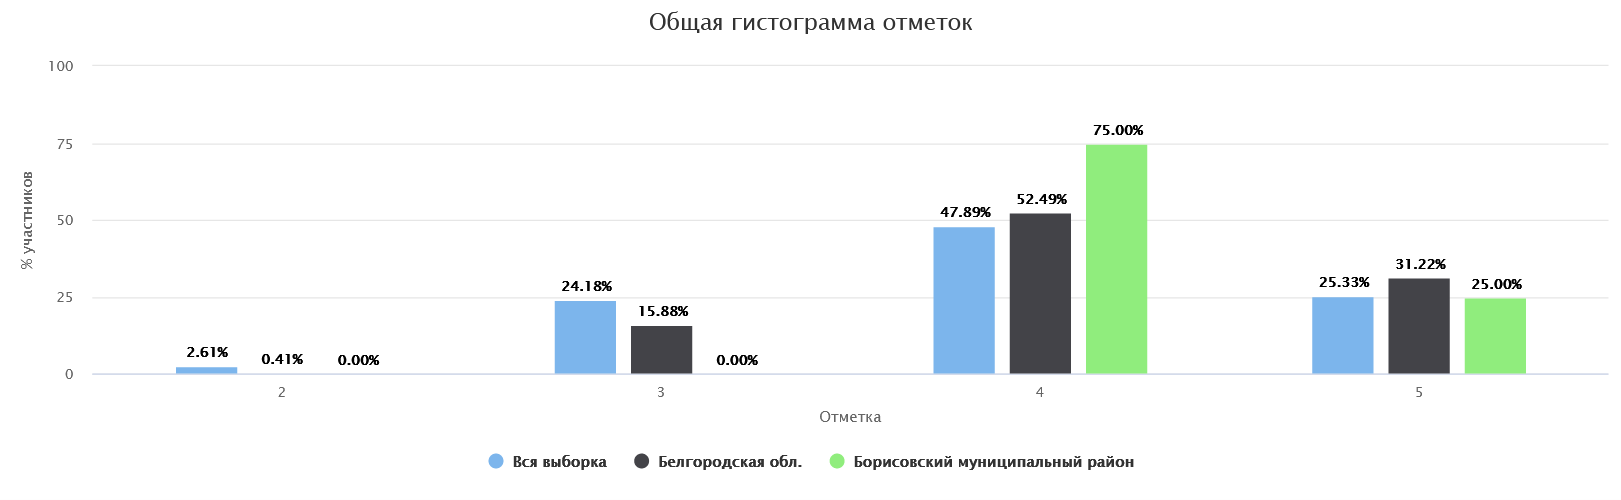 Общая гистограмма отметок
% участников
100
75
50
25
0
2.61% 0.41% 0.00%
24.18% 15.88% 0.00%
47.89% 52.49% 75.00%
25.33% 31.22% 25.00%
2 3 4 5
Отметка
Вся выборка Белгородская обл. Борисовский муниципальный район